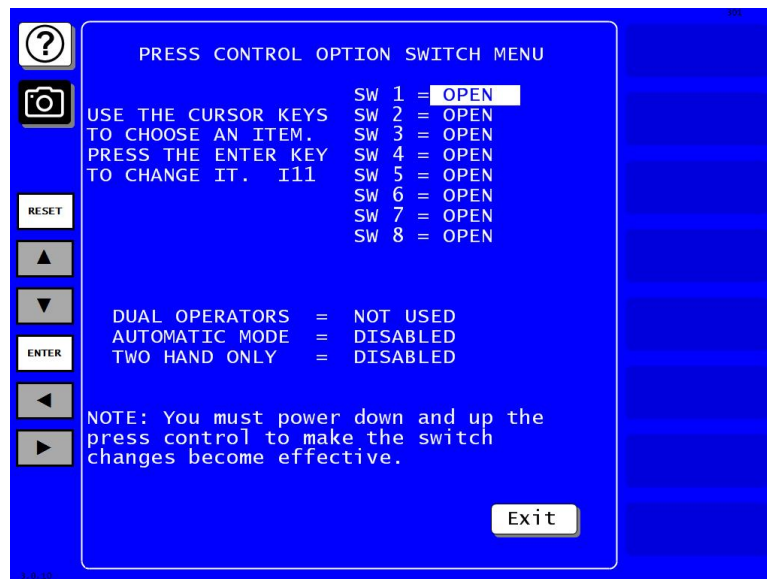 PRESS CONTROL OPTION SWITCH MENU
SW 1 = OPEN
USE THE CURSOR KEYS SW 2 = OPEN
TO CHOOSE AN ITEM. SW 3 = OPEN
PRESS THE ENTER KEY SW 4 = OPEN
TO CHANGE IT. I11 SW 5 = OPEN
SW 6 = OPEN
RESET SW 7 = OPEN
SW 8 = OPEN
DUAL OPERATORS = NOT USED
AUTOMATIC MODE = DISABLED
ENTER TWO HAND ONLY = DISABLED
NOTE: You must power down and up the
press control to make the switch
changes become effective.
Exit